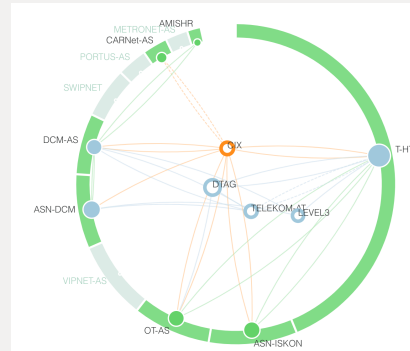 AMISHR
METRONET-AS
CARNet-AS
PORTUS-AS
SWIPNET
DCM-AS
CIX
T-HT
DTAG
ASN-DCM
TELEKOM-AT
LEVEL3
VIPNET-AS
OT-AS
ASN-ISKON